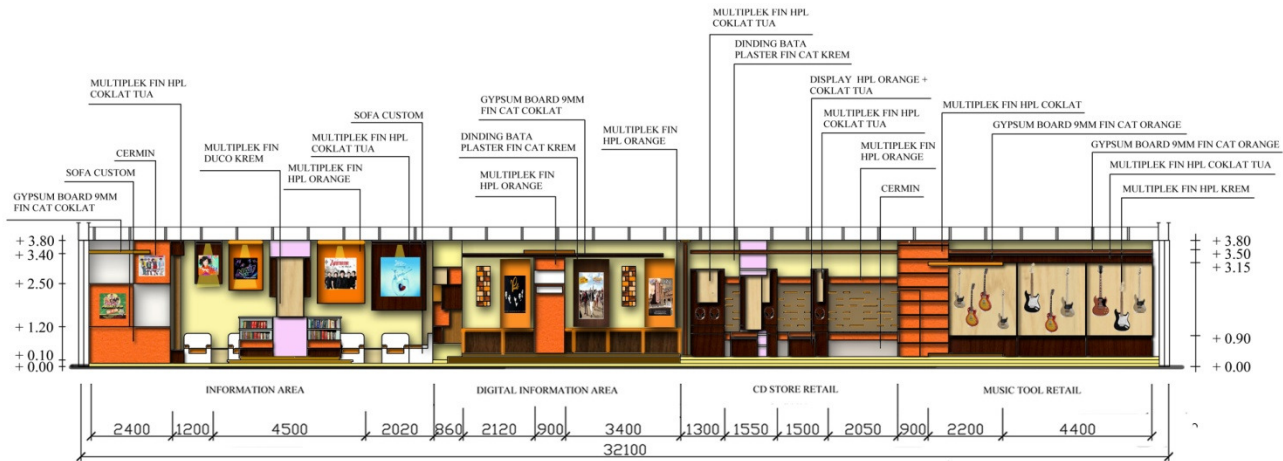 MULTIPLEK FIN HPL
COKLAT TUA
DINDING BATA
PLASTER FIN CAT KREM
MULTIPLEK FIN HPL
COKLAT TUA
GYPSUM BOARD 9MM
FIN CAT COKLAT
DISPLAY HPL ORANGE +
COKLAT TUA
MULTIPLEK FIN HPL COKLAT
SOFA CUSTOM
MULTIPLEK FIN HPL
COKLAT TUA
GYPSUM BOARD 9MM FIN CAT ORANGE
MULTIPLEK FIN
HPL ORANGE
MULTIPLEK FIN HPL
COKLAT TUA
DINDING BATA
PLASTER FIN CAT KREM
MULTIPLEK FIN
HPL ORANGE
GYPSUM BOARD 9MM FIN CAT ORANGE
CERMIN
MULTIPLEK FIN
DUCO KREM
MULTIPLEK FIN HPL COKLAT TUA
SOFA CUSTOM
MULTIPLEK FIN
HPL ORANGE
MULTIPLEK FIN
HPL ORANGE
CERMIN
MULTIPLEK FIN HPL KREM
GYPSUM BOARD 9MM
FIN CAT COKLAT
+ 3.80
+ 3.40
+ 2.50
+ 1.20
+ 0.10
+ 0.00
+ 3.80
+ 3.50
+ 3.15
+ 0.90
+ 0.00
INFORMATION AREA
DIGITAL INFORMATION AREA
CD STORE RETAIL
MUSIC TOOL RETAIL
2400 1200 4500 2020 860 2120 900 3400 1300 1550 1500 2050 900 2200 4400
32100